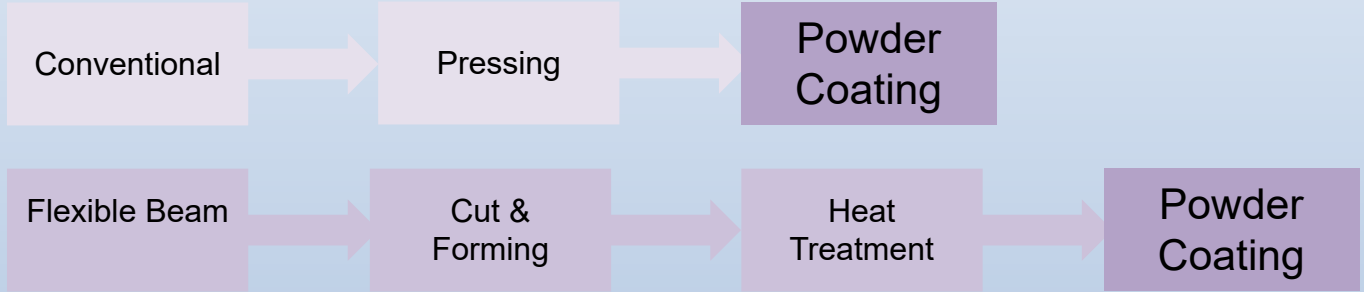 Conventional
Pressing
Powder
Coating
Flexible Beam
Cut &
Forming
Heat
Treatment
Powder
Coating